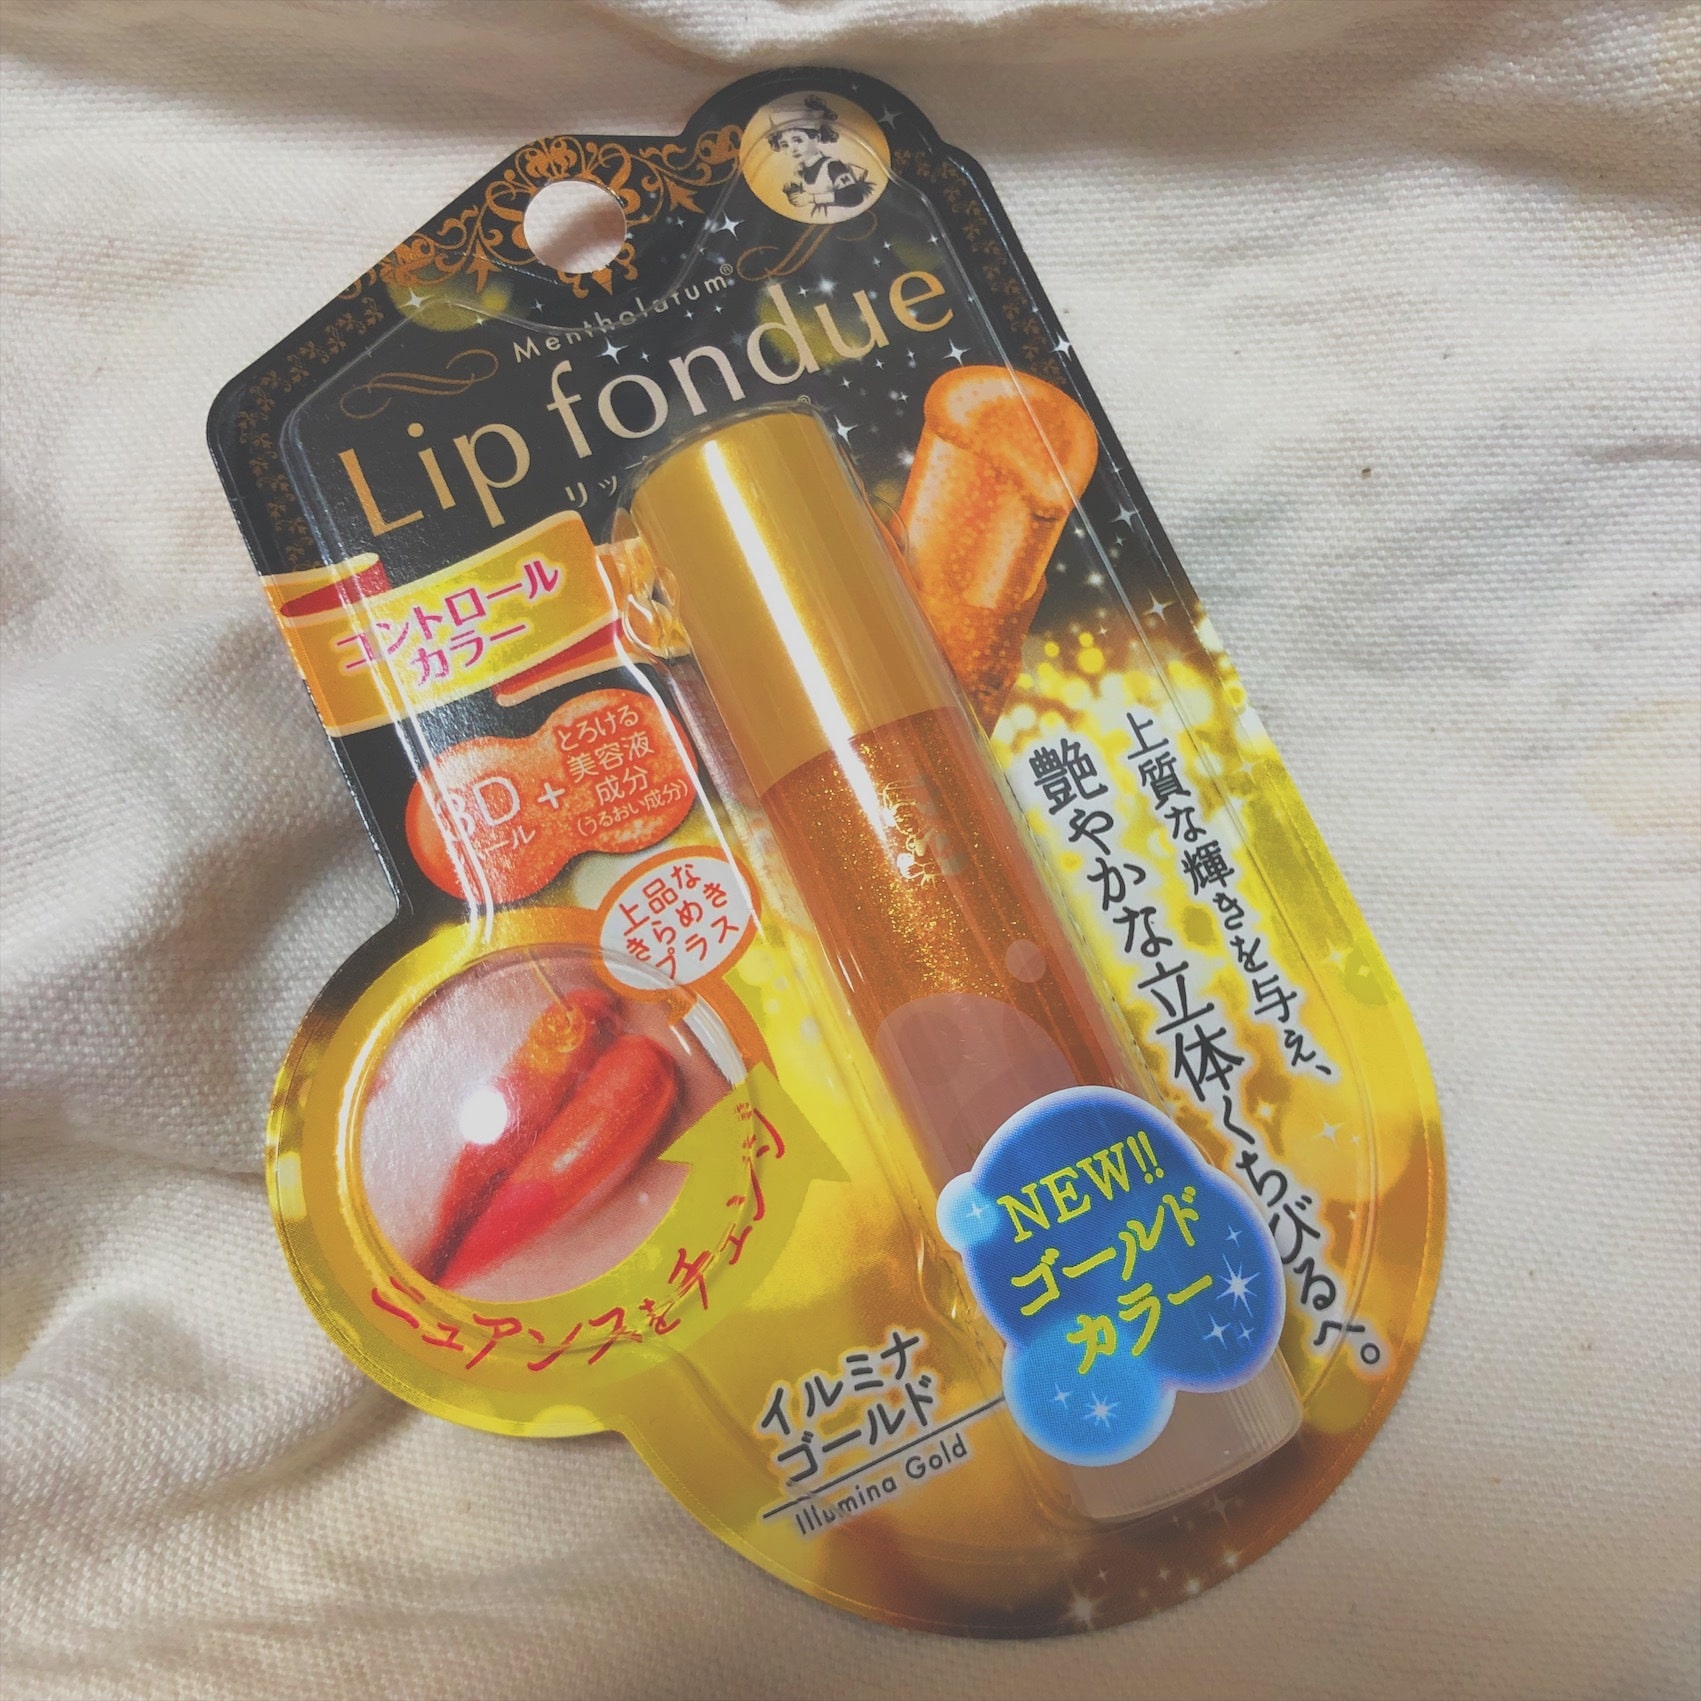 Mentholatum®
Lip fondue
リッ
コントロール
カラー
3D
とろける
+美容液
成分
(うるおい成分)
上品な
きらめき
プラス
ニュアンスをチェンジ
上質な輝きを与え、
艶やかな立体くちびるへ。
NEW!!
ゴールド
カラー
イルミナ
ゴールド
Illumina Gold